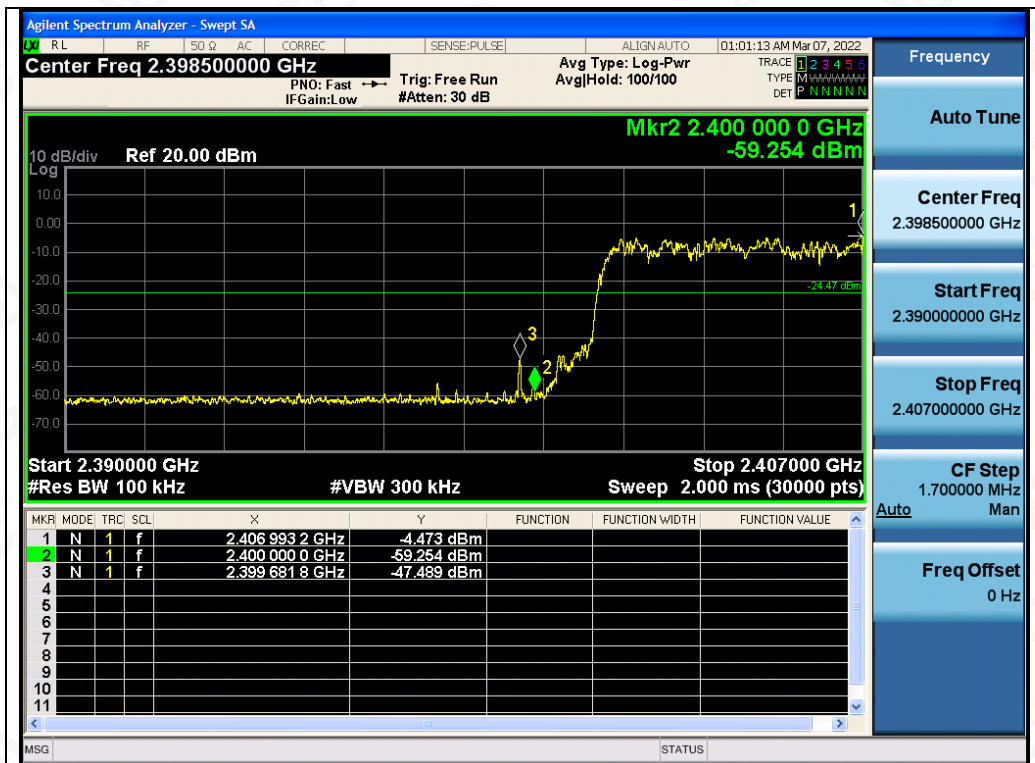 Agilent Spectrum Analyzer - Swept SA
LXI RL RF 50 Ω AC CORREC SENSE:PULSE ALIGN AUTO 01:01:13 AM Mar 07, 2022
Center Freq 2.398500000 GHz
PNO: Fast
IFGain:Low
Trig: Free Run
#Atten: 30 dB
Avg Type: Log-Pwr
Avg|Hold: 100/100
TRACE 1 2 3 4 5 6
TYPE M
DET P N N N N N
Mkr2 2.400 000 0 GHz
-59.254 dBm
10 dB/div Ref 20.00 dBm
Log
10.0
0.00
-10.0
-20.0
-30.0
-40.0
-50.0
-60.0
-70.0
1
-24.47 dBm
3
2
Start 2.390000 GHz Stop 2.407000 GHz
#Res BW 100 kHz #VBW 300 kHz Sweep 2.000 ms (30000 pts)
MKR MODE TRC SCL X Y FUNCTION FUNCTION WIDTH FUNCTION VALUE
1 N 1 f 2.406 993 2 GHz -4.473 dBm
2 N 1 f 2.400 000 0 GHz -59.254 dBm
3 N 1 f 2.399 681 8 GHz -47.489 dBm
4
5
6
7
8
9
10
11
MSG STATUS
Frequency
Auto Tune
Center Freq
2.398500000 GHz
Start Freq
2.390000000 GHz
Stop Freq
2.407000000 GHz
CF Step
1.700000 MHz
Auto Man
Freq Offset
0 Hz